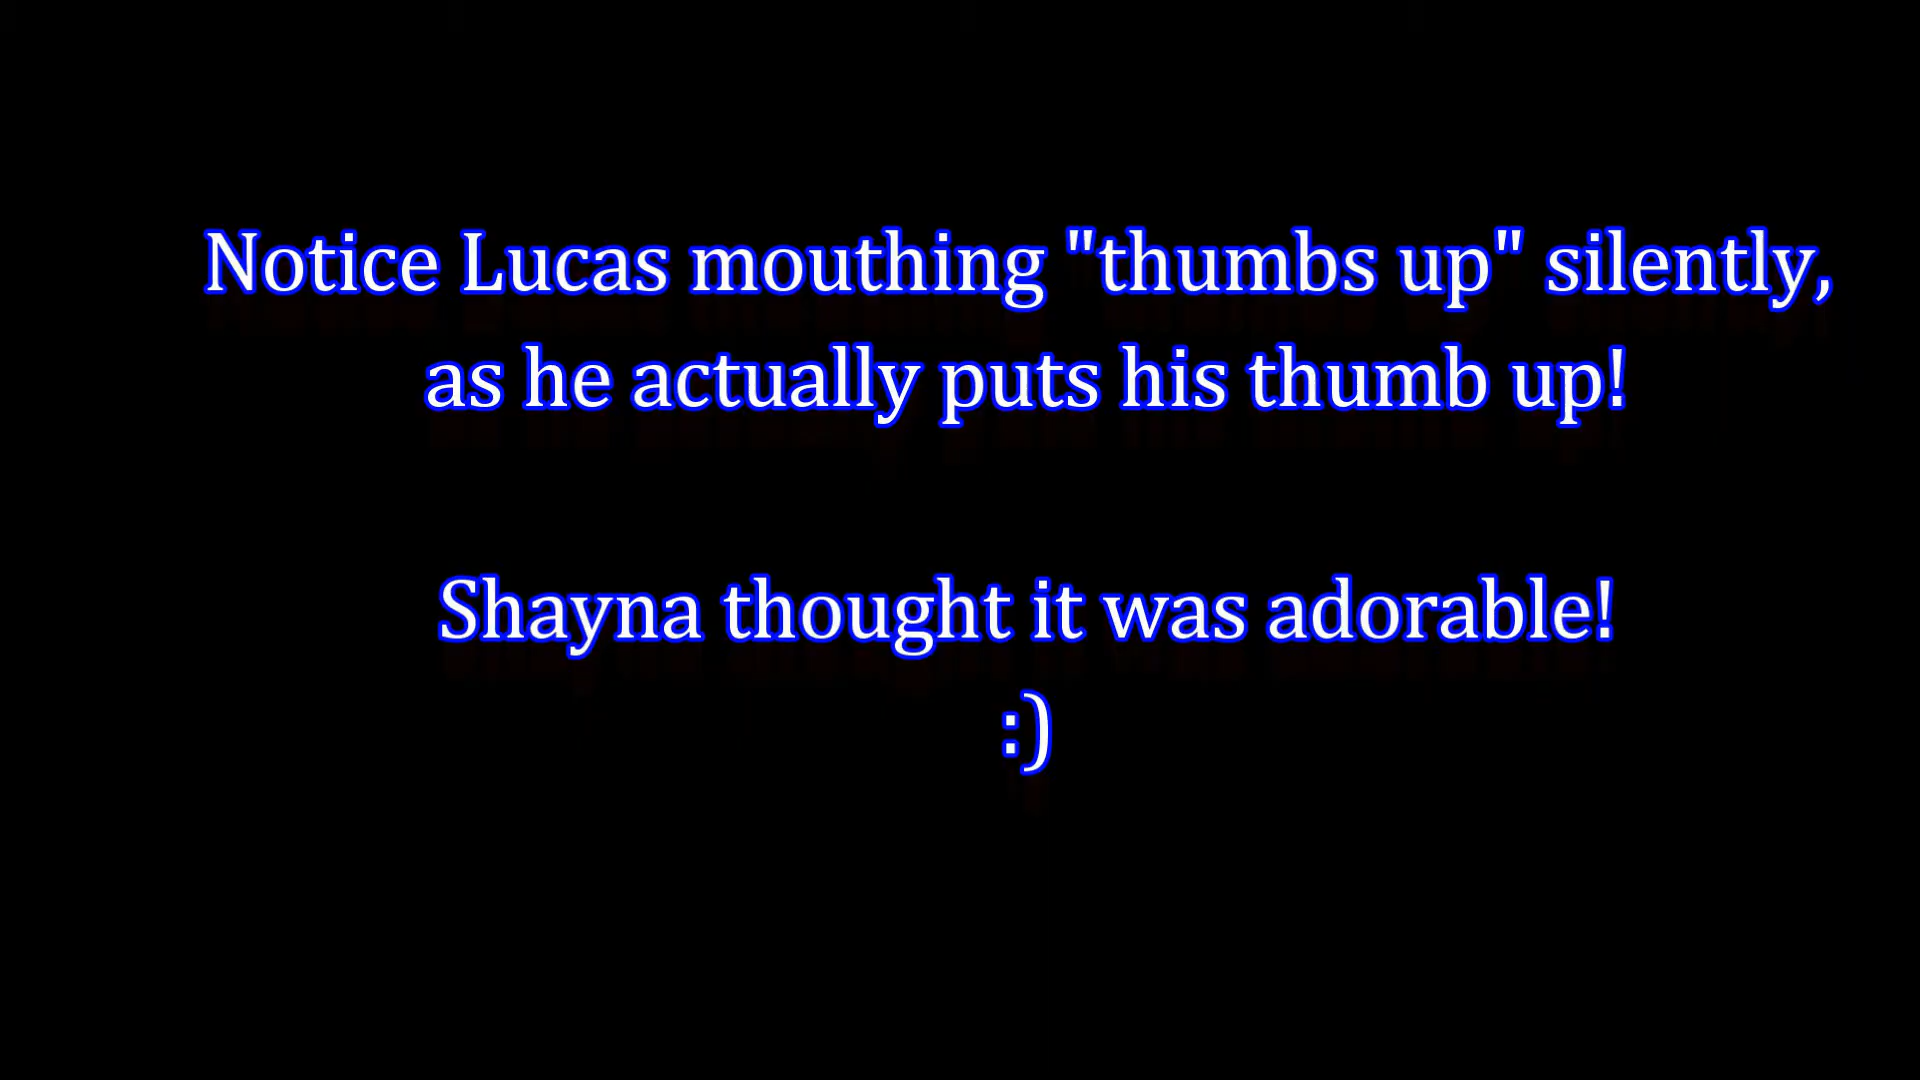 Notice Lucas mouthing "thumbs up" silently,
as he actually puts his thumb up!
Shayna thought it was adorable!
:)